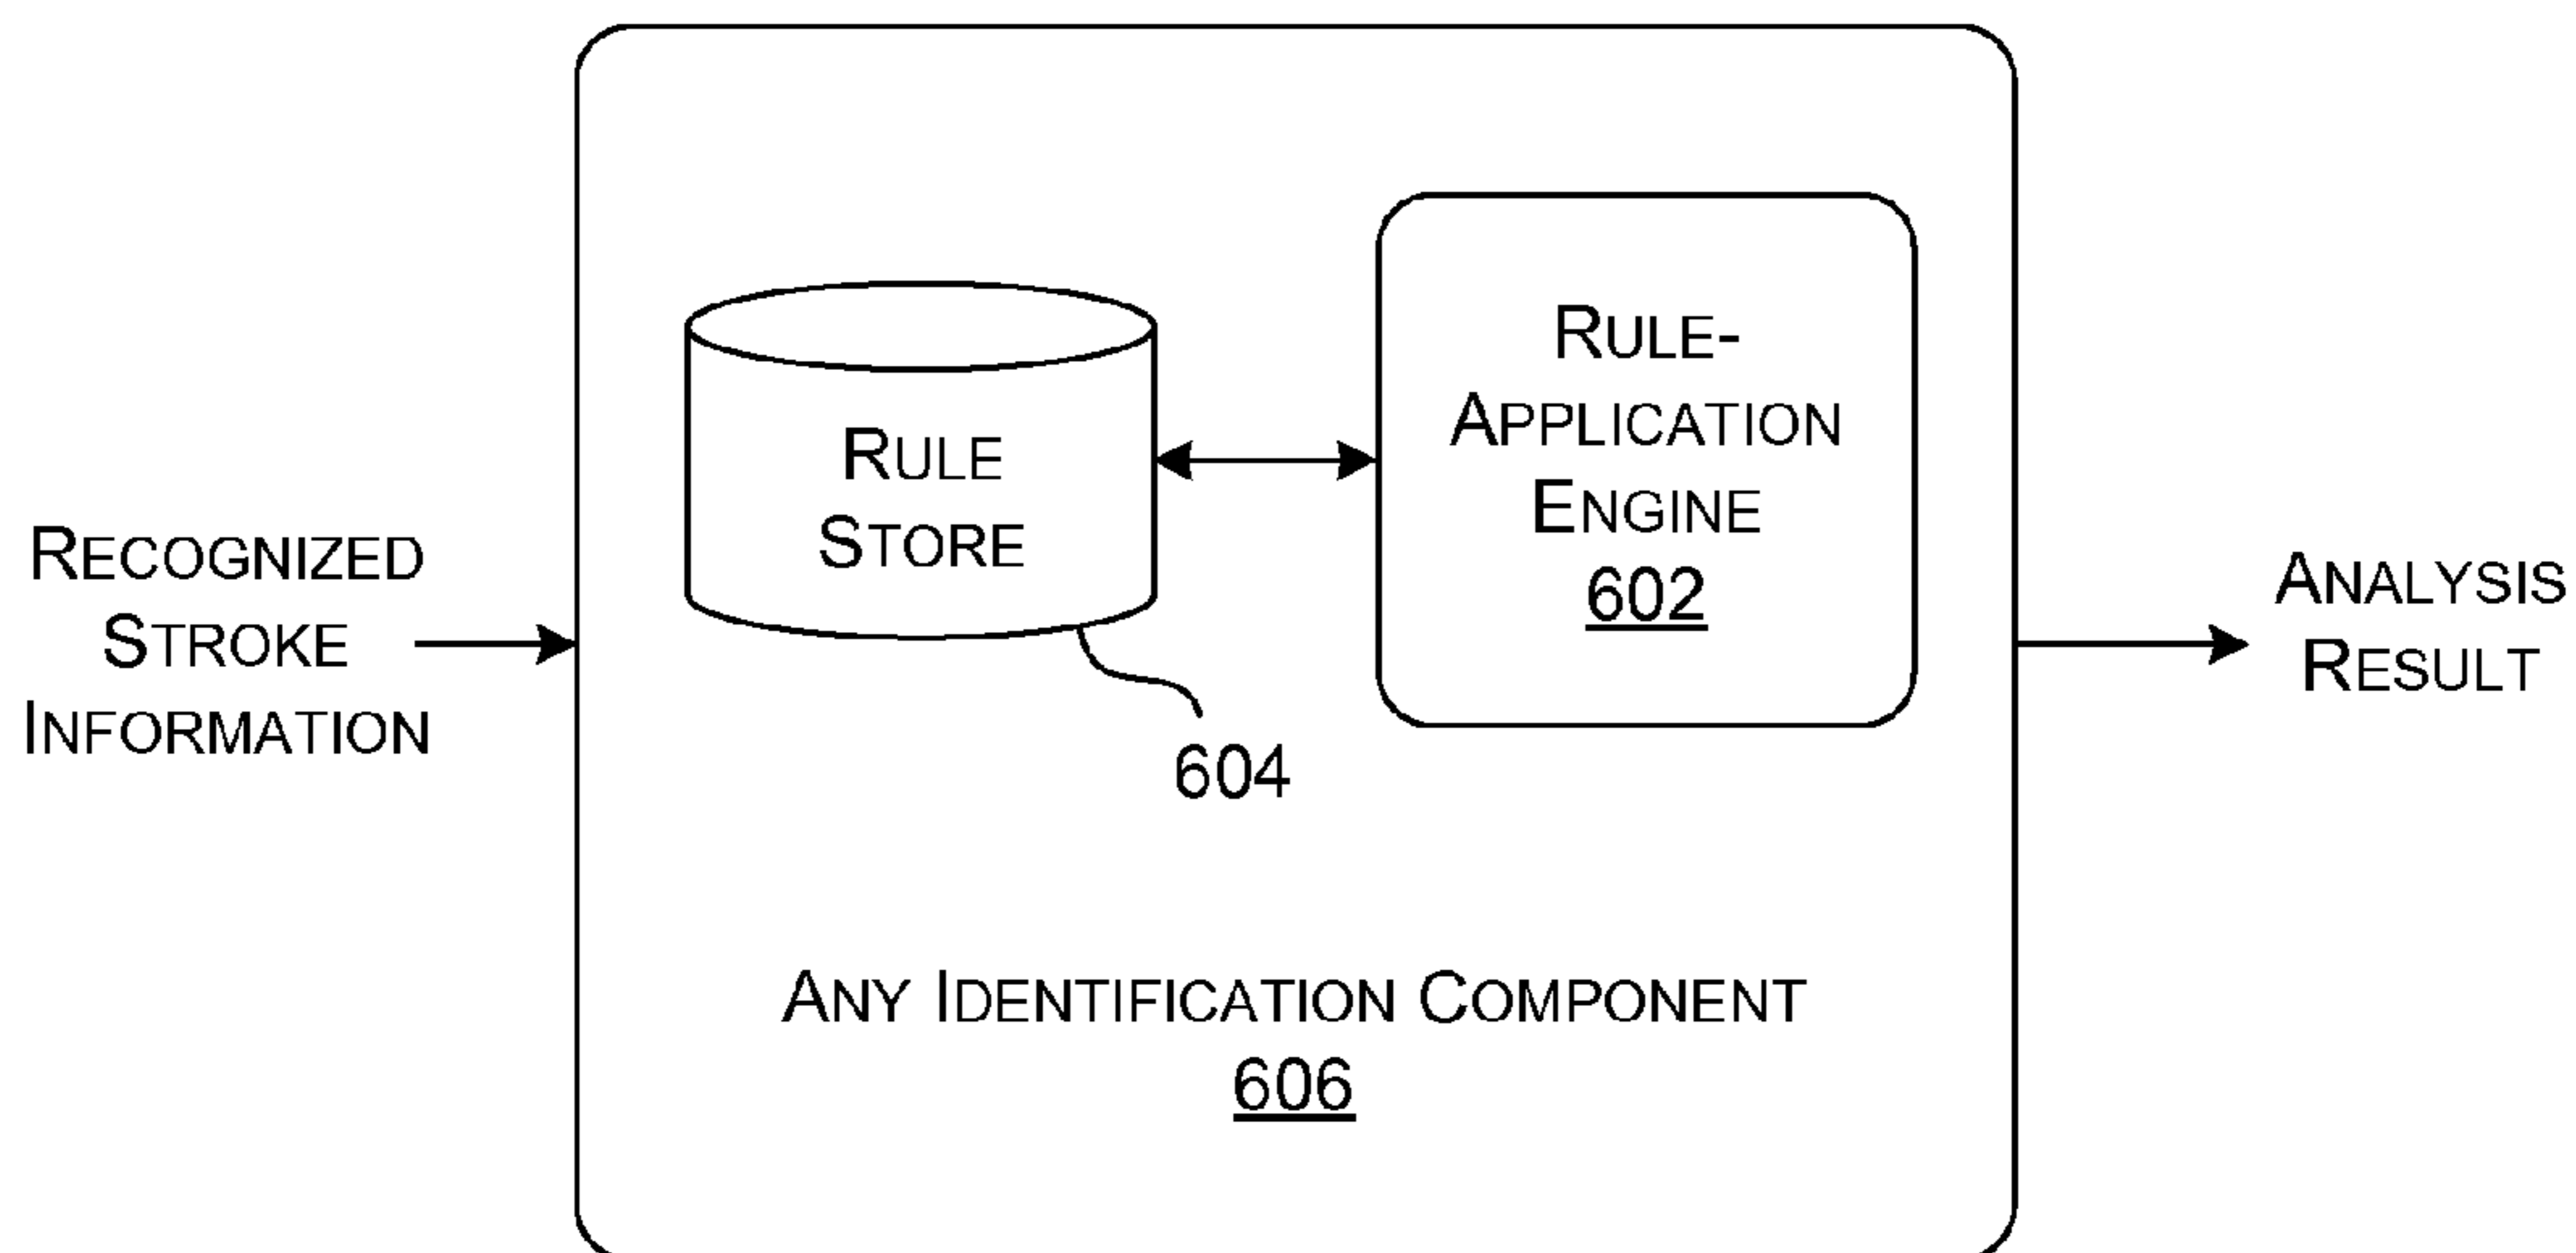 RECOGNIZED
STROKE
INFORMATION
RULE
STORE
604
RULE-
APPLICATION
ENGINE
602
ANY IDENTIFICATION COMPONENT
606
ANALYSIS
RESULT